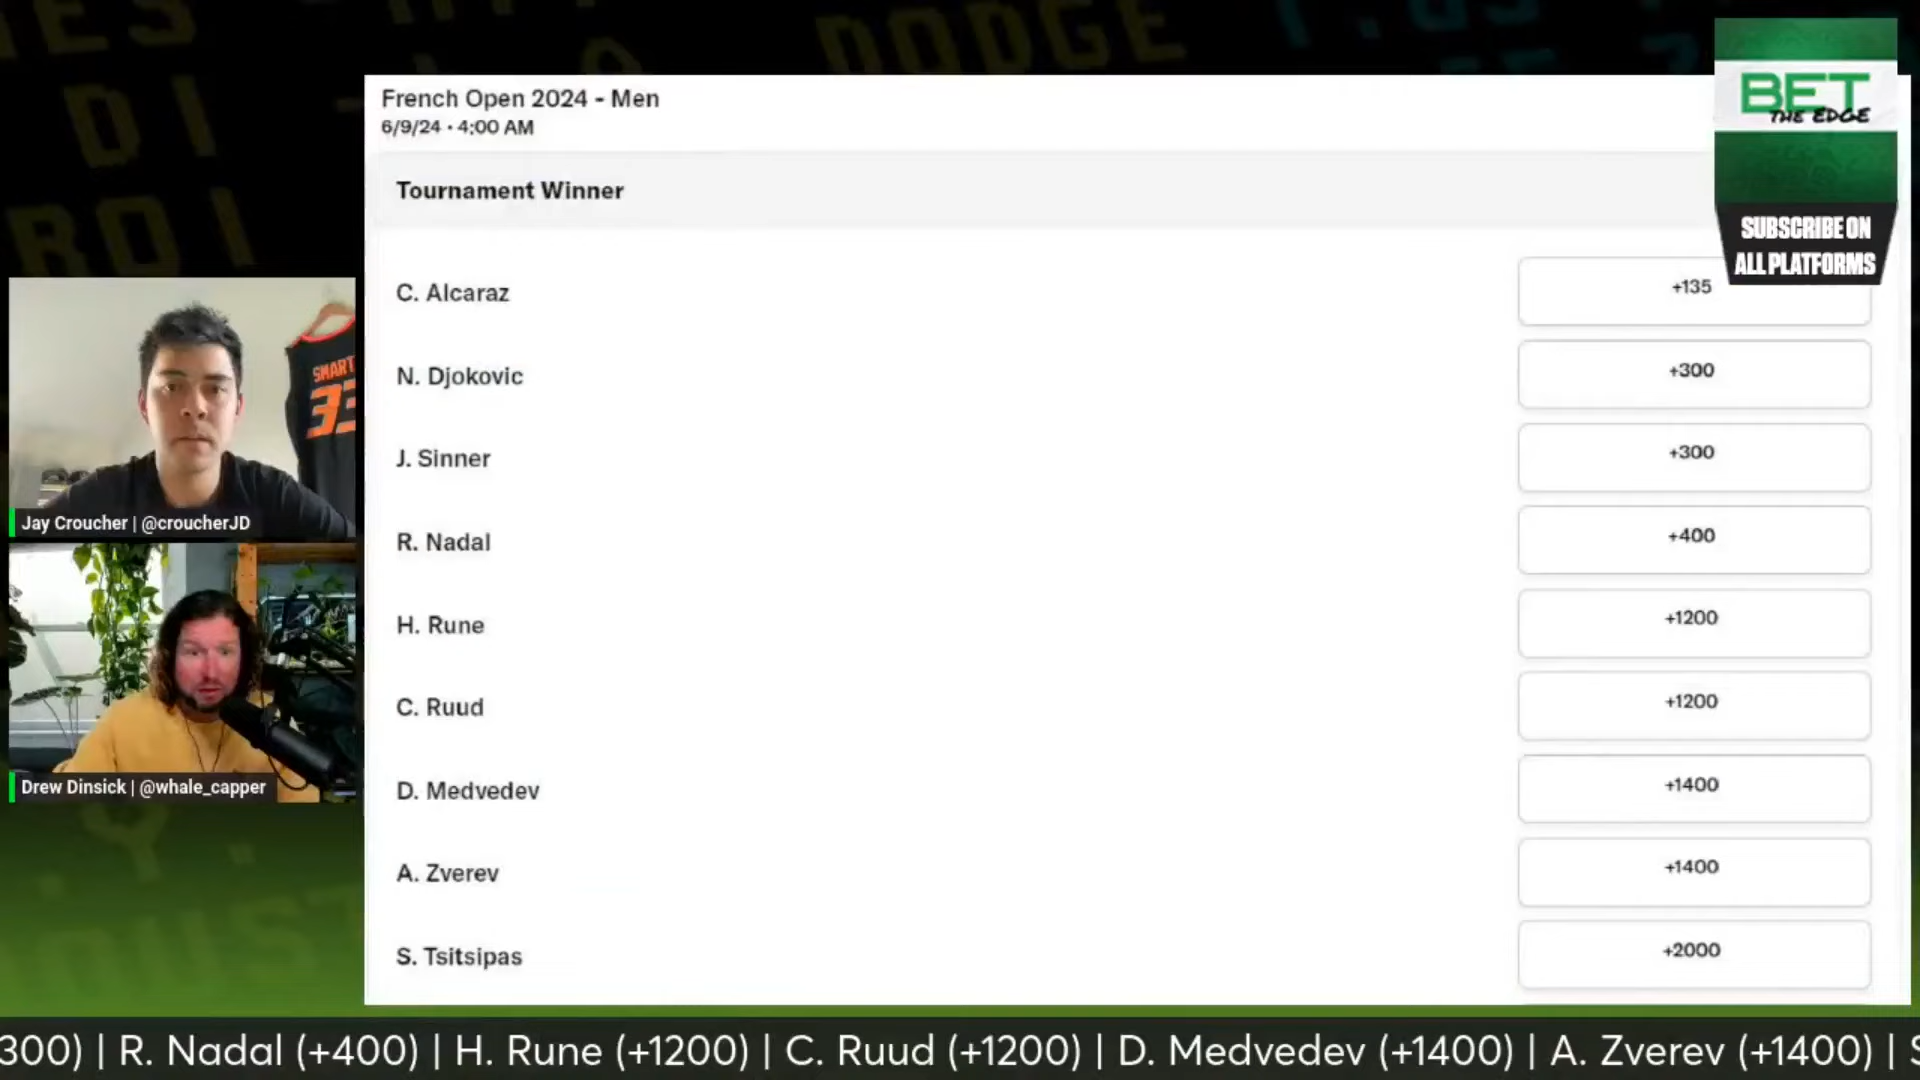 French Open 2024 - Men
6/9/24 • 4:00 AM
BET
THE EDGE
SUBSCRIBE ON
ALL PLATFORMS
Tournament Winner
C. Alcaraz +135
N. Djokovic +300
J. Sinner +300
R. Nadal +400
H. Rune +1200
C. Ruud +1200
D. Medvedev +1400
A. Zverev +1400
S. Tsitsipas +2000
SMART
33
Jay Croucher | @croucherJD
Drew Dinsick | @whale_capper
300) | R. Nadal (+400) | H. Rune (+1200) | C. Ruud (+1200) | D. Medvedev (+1400) | A. Zverev (+1400) | S